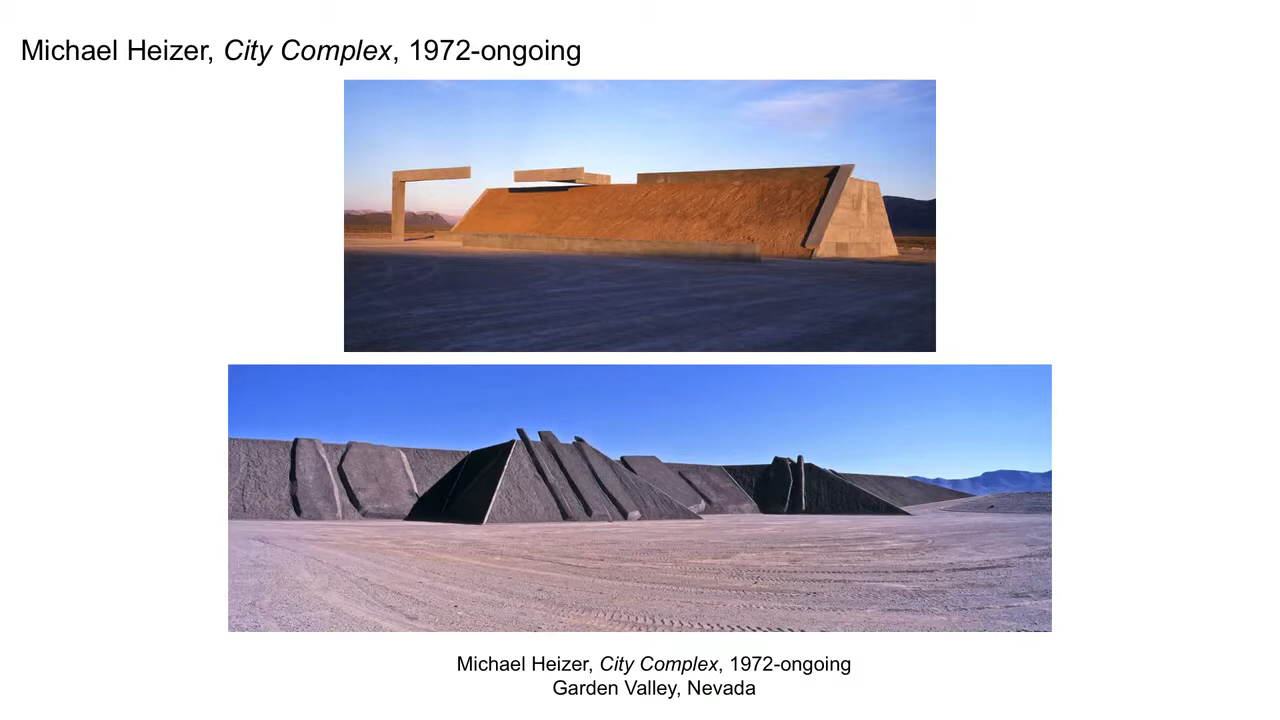 Michael Heizer, City Complex, 1972-ongoing
Michael Heizer, City Complex, 1972-ongoing
Garden Valley, Nevada